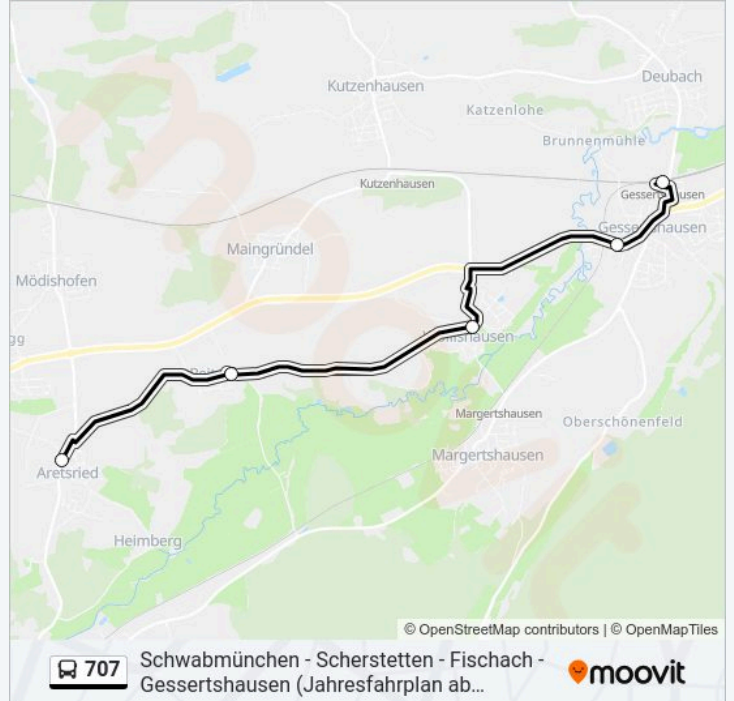 Deubach
Kutzenhausen
Katzenlohe
Brunnenmühle
Kutzenhausen
Gessertshausen
Maingründel
Mödishofen
Margertshausen
Oberschönenfeld
Margertshausen
Aretsried
Heimberg
© OpenStreetMap contributors | © OpenMapTiles
707
Schwabmünchen - Scherstetten - Fischach -
Gessertshausen (Jahresfahrplan ab…
moovit